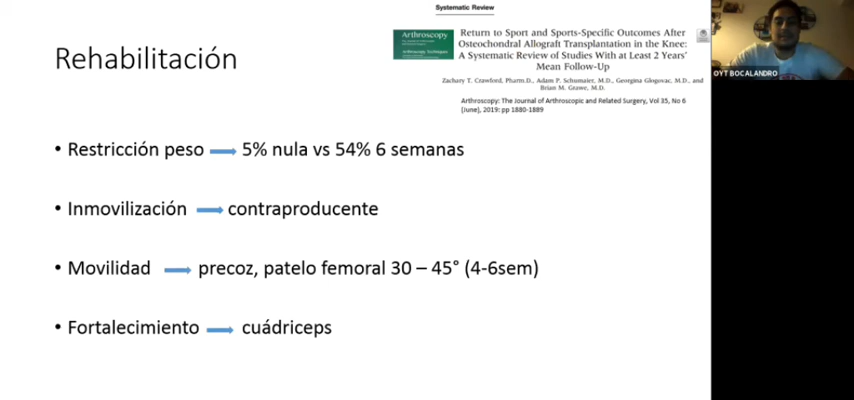 Systematic Review
Arthroscopy
Return to Sport and Sports-Specific Outcomes After
Osteochondral Allograft Transplantation in the Knee:
A Systematic Review of Studies With at Least 2 Years'
Mean Follow-Up
Zachary T. Crawford, Pharm.D., Adam P. Schumaier, M.D., Georgina Glogovac, M.D., and
Brian M. Grawe, M.D.
Arthroscopy: The Journal of Arthroscopic and Related Surgery, Vol 35, No 6
(June), 2019: pp 1880-1889
OYT BOCALANDRO
Rehabilitación
• Restricción peso 5% nula vs 54% 6 semanas
• Inmovilización contraproducente
• Movilidad precoz, patelo femoral 30 – 45° (4-6sem)
• Fortalecimiento cuádriceps